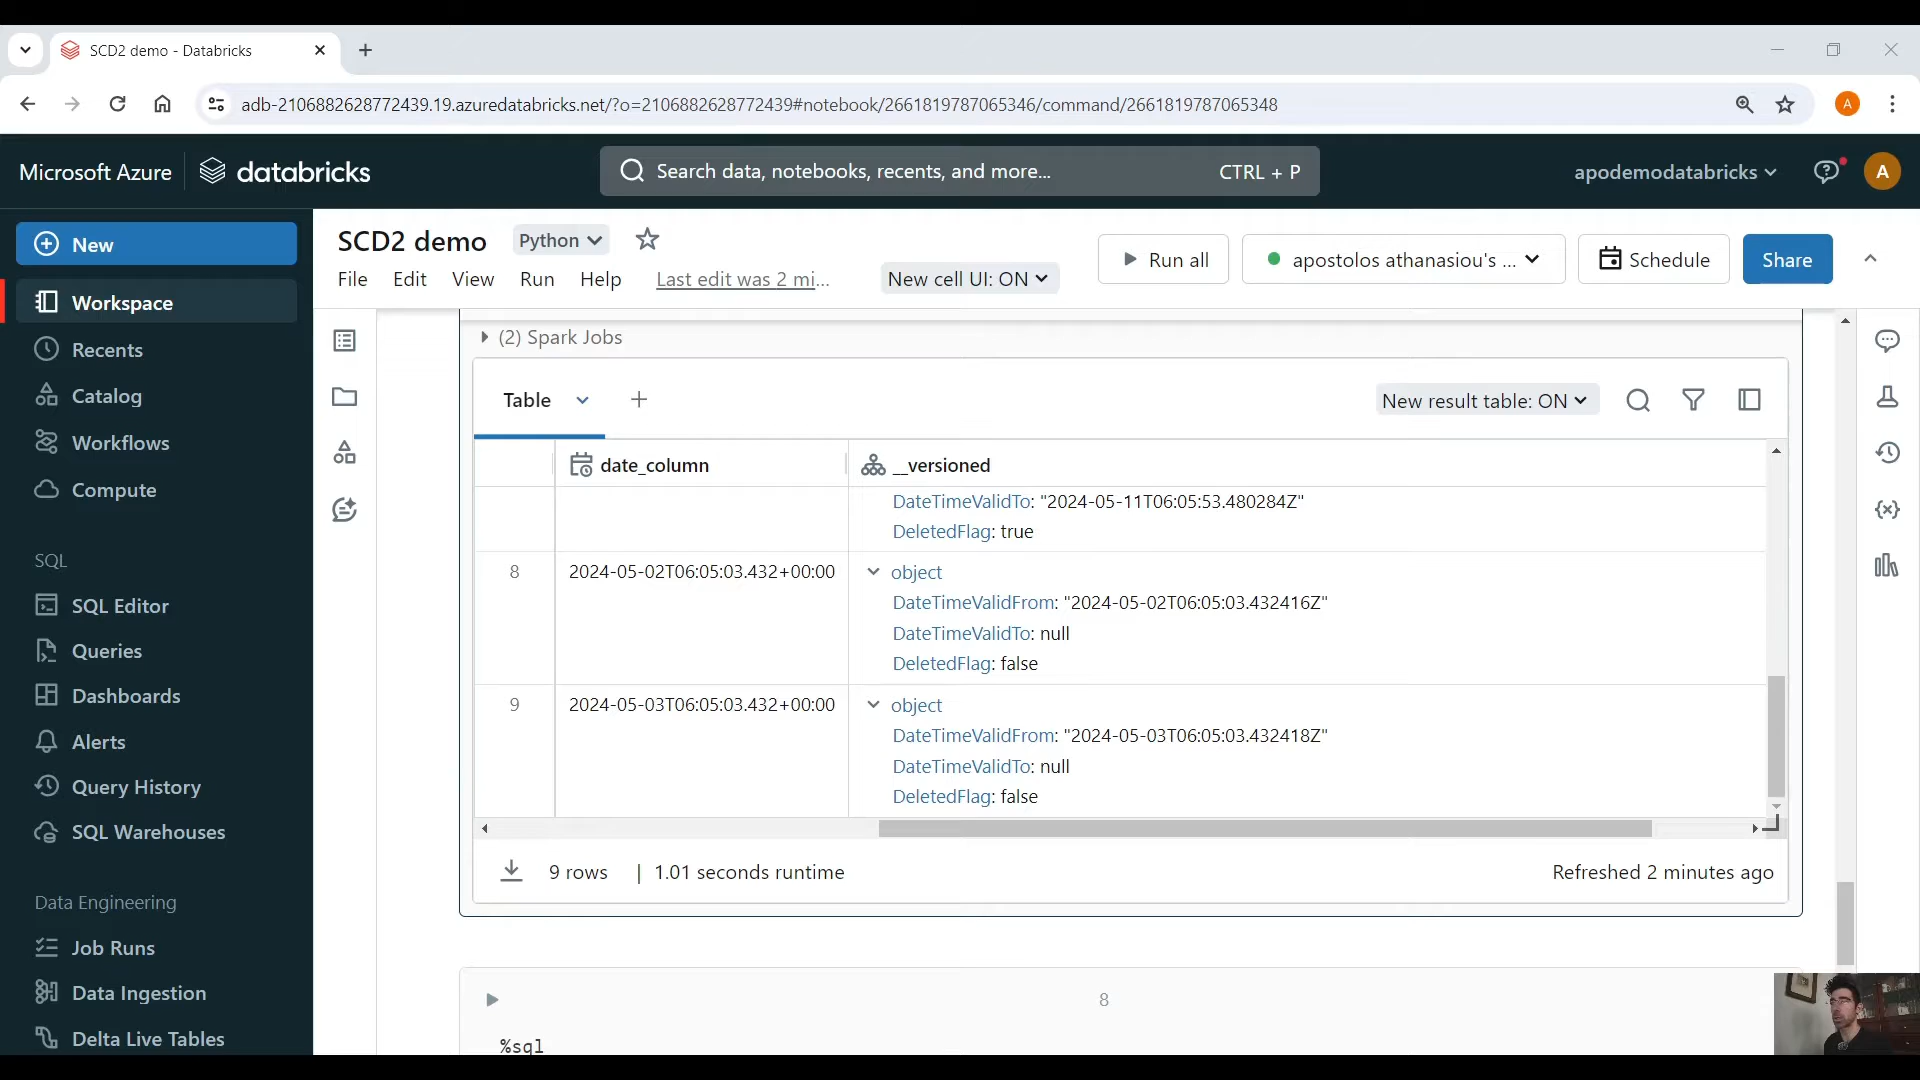 SCD2 demo - Databricks
adb-2106882628772439.19.azuredatabricks.net/?o=2106882628772439#notebook/2661819787065346/command/2661819787065348
A
Microsoft Azure
databricks
Search data, notebooks, recents, and more...
CTRL + P
apodemodatabricks
A
New
Workspace
Recents
Catalog
Workflows
Compute
SQL
SQL Editor
Queries
Dashboards
Alerts
Query History
SQL Warehouses
Data Engineering
Job Runs
Data Ingestion
Delta Live Tables
SCD2 demo
Python
File
Edit
View
Run
Help
Last edit was 2 mi...
New cell UI: ON
Run all
apostolos athanasiou's ...
Schedule
Share
(2) Spark Jobs
Table
New result table: ON
date_column
__versioned
DateTimeValidTo: "2024-05-11T06:05:53.480284Z"
DeletedFlag: true
8
2024-05-02T06:05:03.432+00:00
object
DateTimeValidFrom: "2024-05-02T06:05:03.432416Z"
DateTimeValidTo: null
DeletedFlag: false
9
2024-05-03T06:05:03.432+00:00
object
DateTimeValidFrom: "2024-05-03T06:05:03.432418Z"
DateTimeValidTo: null
DeletedFlag: false
9 rows | 1.01 seconds runtime
Refreshed 2 minutes ago
8
%sql